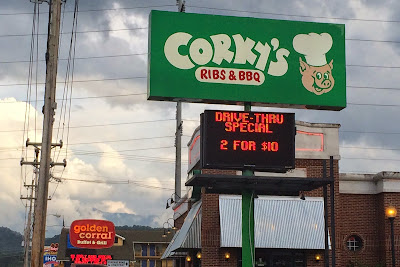 CORKY'S
RIBS & BBQ
DRIVE-THRU
SPECIAL
2 FOR $10
golden
corral
Buffet & Grill